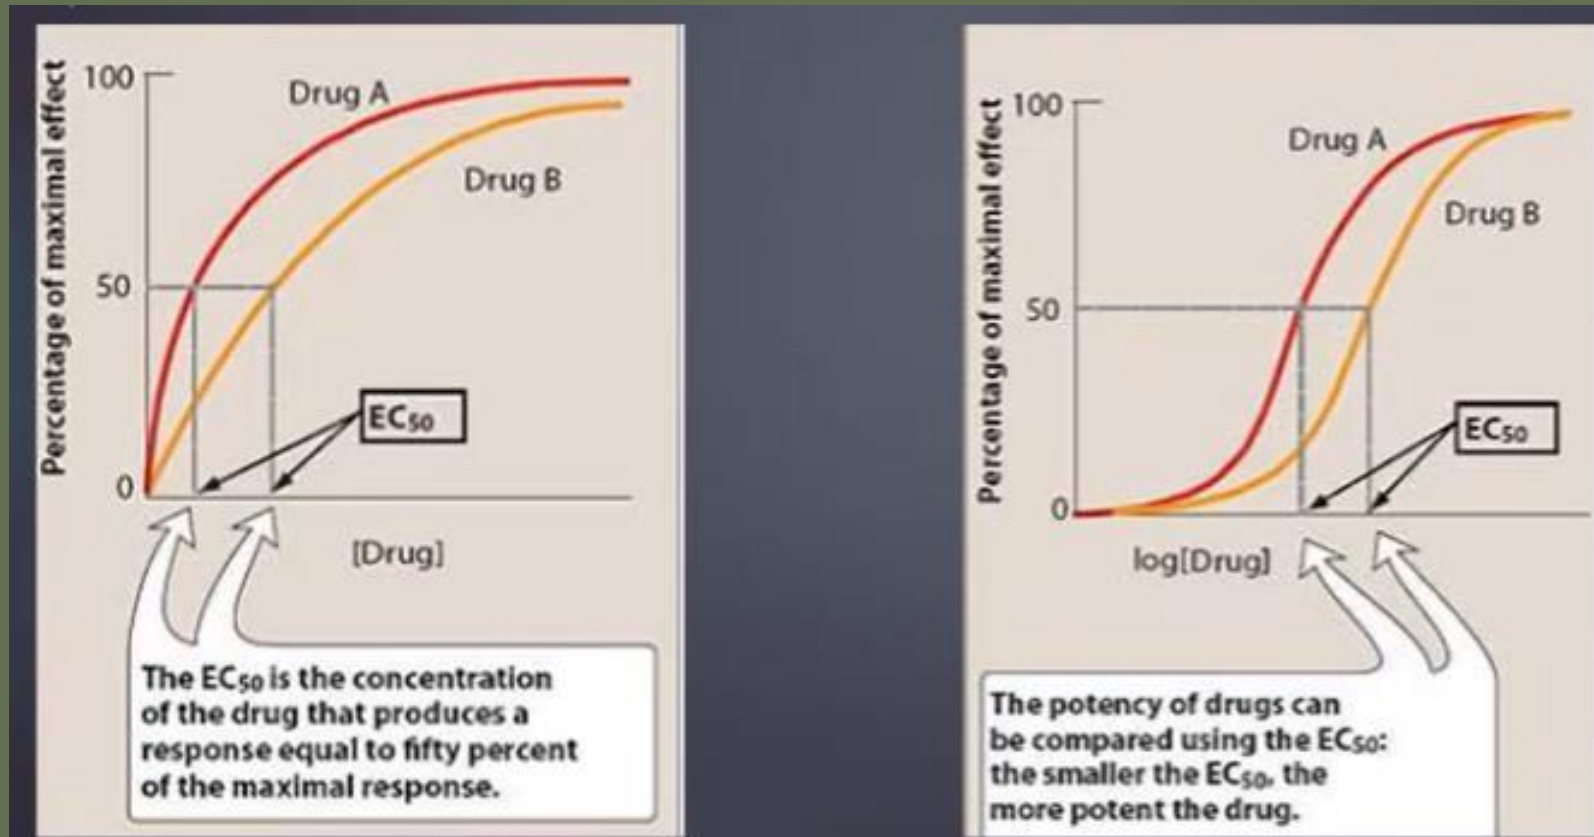 Percentage of maximal effect
100
50
0
Drug A
Drug B
EC50
[Drug]
The EC50 is the concentration
of the drug that produces a
response equal to fifty percent
of the maximal response.
Percentage of maximal effect
100
50
0
Drug A
Drug B
EC50
log[Drug]
The potency of drugs can
be compared using the EC50:
the smaller the EC50, the
more potent the drug.